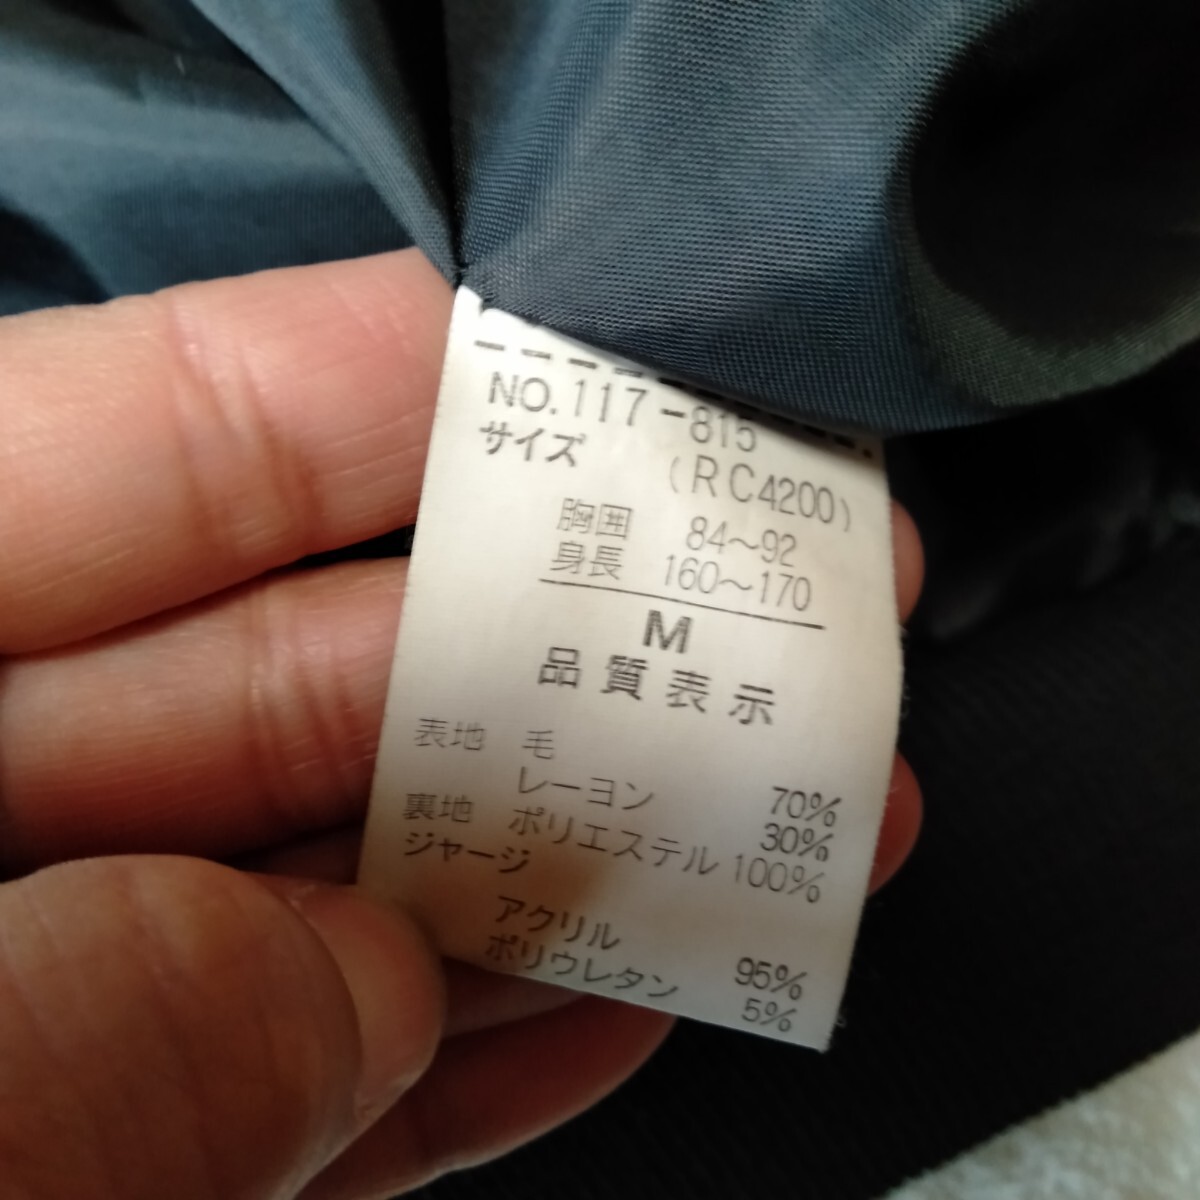 NO.117-815
サイズ (RC4200)
胸囲 84~92
身長 160~170
M
品質表示
表地 毛 70%
レーヨン 30%
裏地 ポリエステル 100%
ジャージ
アクリル 95%
ポリウレタン 5%